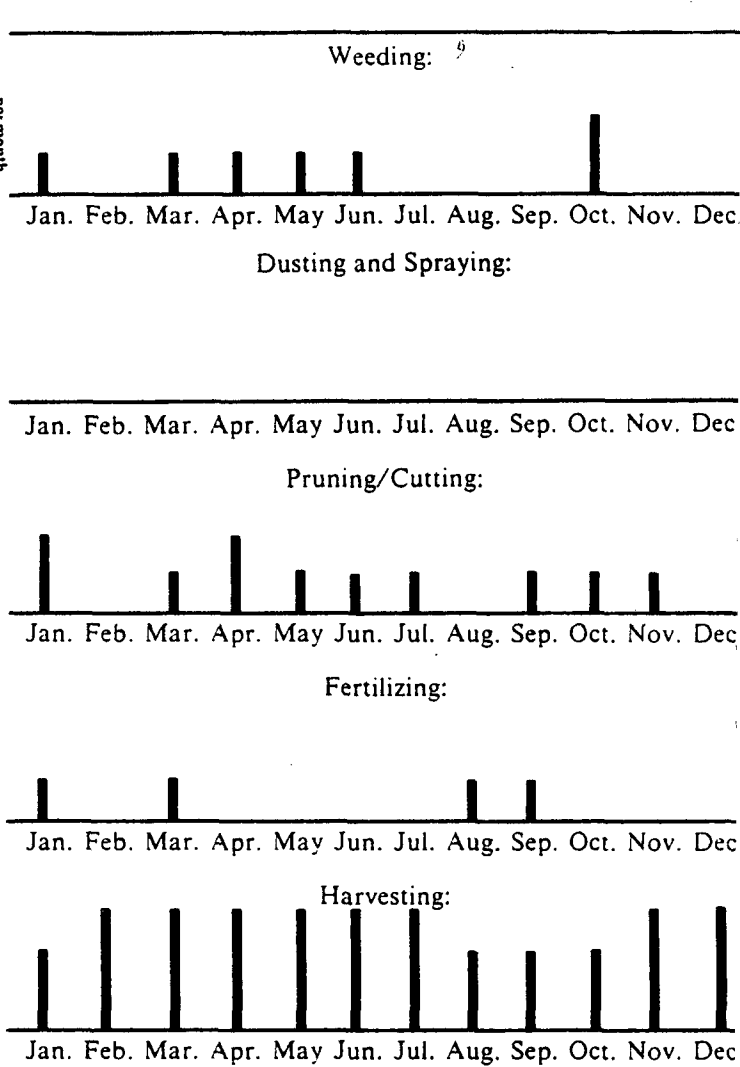 Weeding:
Jan. Feb. Mar. Apr. May Jun. Jul. Aug. Sep. Oct. Nov. Dec.
Dusting and Spraying:
Jan. Feb. Mar. Apr. May Jun. Jul. Aug. Sep. Oct. Nov. Dec
Pruning/Cutting:
Jan. Feb. Mar. Apr. May Jun. Jul. Aug. Sep. Oct. Nov. Dec
Fertilizing:
Jan. Feb. Mar. Apr. May Jun. Jul. Aug. Sep. Oct. Nov. Dec
Harvesting:
Jan. Feb. Mar. Apr. May Jun. Jul. Aug. Sep. Oct. Nov. Dec